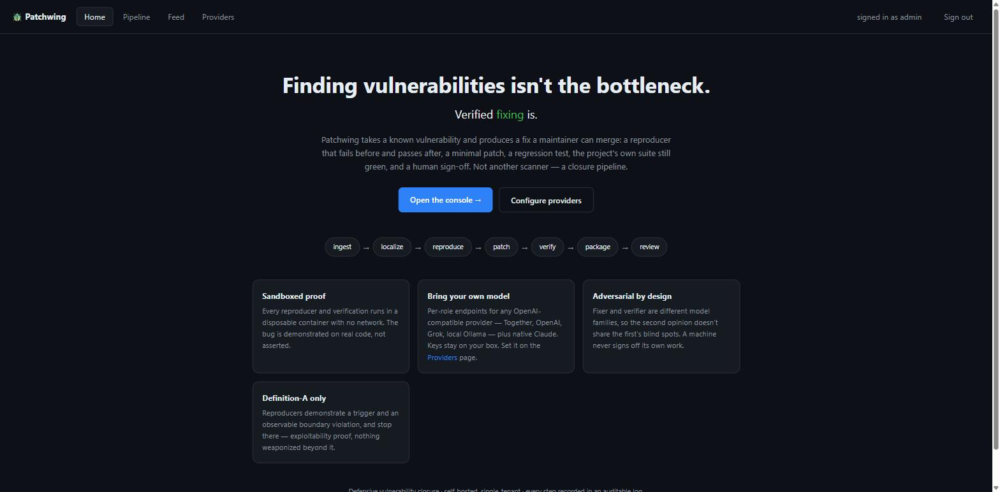 Patchwing Home Pipeline Feed Providers signed in as admin Sign out
Finding vulnerabilities isn't the bottleneck.
Verified fixing is.
Patchwing takes a known vulnerability and produces a fix a maintainer can merge: a reproducer
that fails before and passes after, a minimal patch, a regression test, the project's own suite still
green, and a human sign-off. Not another scanner — a closure pipeline.
Open the console → Configure providers
ingest → localize → reproduce → patch → verify → package → review
Sandboxed proof
Every reproducer and verification runs in a
disposable container with no network. The
bug is demonstrated on real code, not
asserted.
Bring your own model
Per-role endpoints for any OpenAI-
compatible provider — Together, OpenAI,
Grok, local Ollama — plus native Claude.
Keys stay on your box. Set it on the
Providers page.
Adversarial by design
Fixer and verifier are different model
families, so the second opinion doesn't
share the first's blind spots. A machine
never signs off its own work.
Definition-A only
Reproducers demonstrate a trigger and an
observable boundary violation, and stop
there — exploitability proof, nothing
weaponized beyond it.
Defensive vulnerability closure · self-hosted, single-tenant · every step recorded in an auditable log